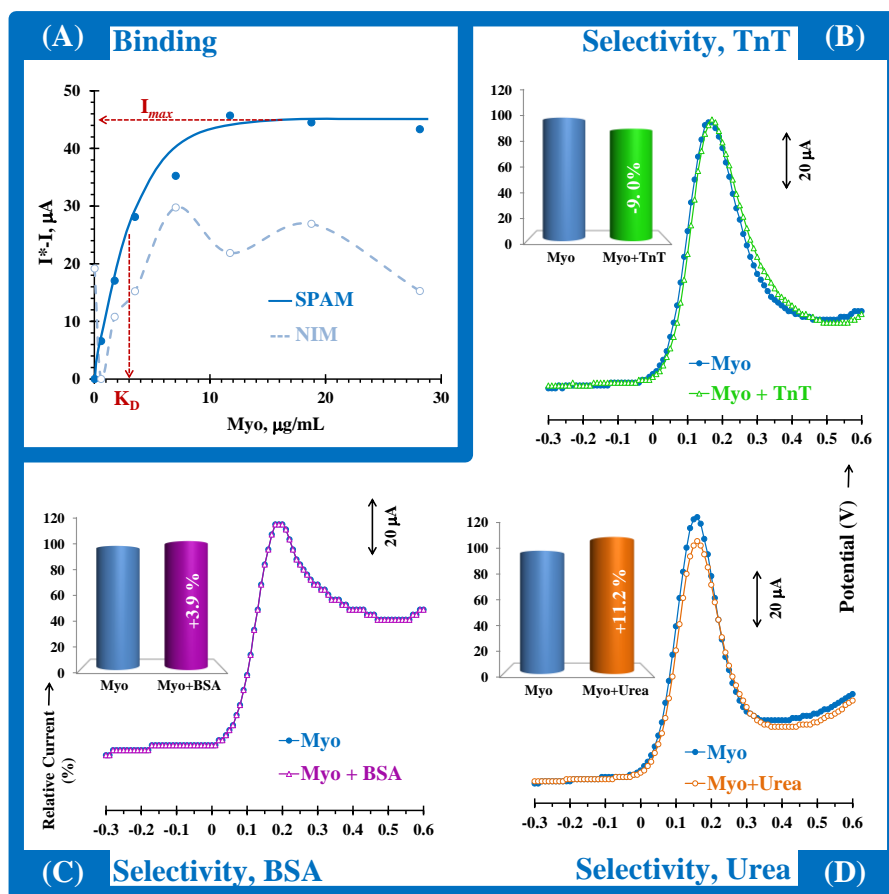 (A) Binding
50
45
40
35
30
25
20
15
10
5
0
I*-I, µA
Imax
SPAM
NIM
0 10 20 30
KD
Myo, µg/mL
Selectivity, TnT (B)
120
100
80
60
40
20
0
-9. 0%
Myo Myo+TnT
20 µA
Myo
Myo + TnT
-0.3 -0.2 -0.1 0 0.1 0.2 0.3 0.4 0.5 0.6
Potential (V)
120
100
80
60
40
20
0
+3.9 %
Myo Myo+BSA
20 µA
Relative Current
(%)
Myo
Myo + BSA
-0.3 -0.2 -0.1 0 0.1 0.2 0.3 0.4 0.5 0.6
(C) Selectivity, BSA
120
100
80
60
40
20
0
+11.2 %
Myo Myo+Urea
20 µA
Myo
Myo+Urea
-0.3 -0.2 -0.1 0 0.1 0.2 0.3 0.4 0.5 0.6
Selectivity, Urea (D)